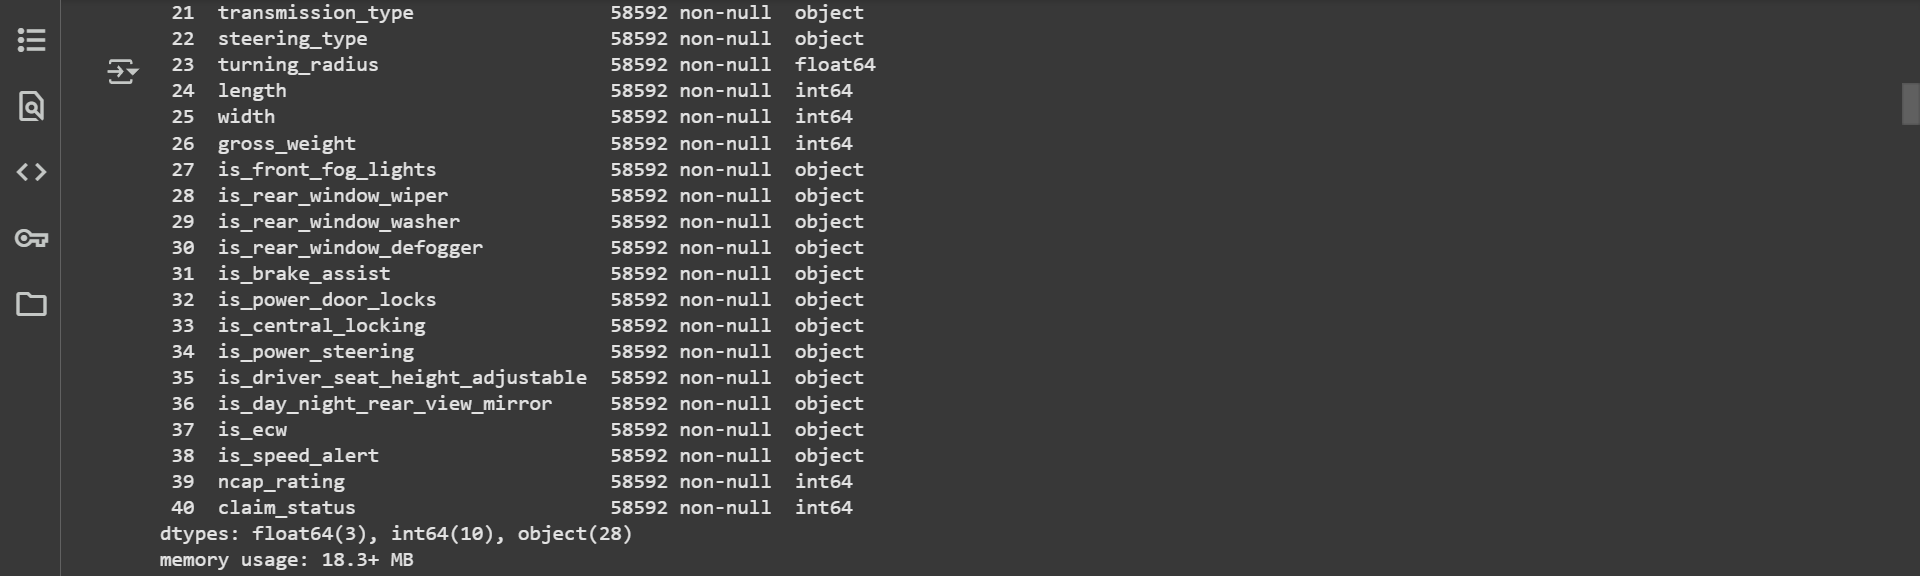 21 transmission_type 58592 non-null object
22 steering_type 58592 non-null object
23 turning_radius 58592 non-null float64
24 length 58592 non-null int64
25 width 58592 non-null int64
26 gross_weight 58592 non-null int64
27 is_front_fog_lights 58592 non-null object
28 is_rear_window_wiper 58592 non-null object
29 is_rear_window_washer 58592 non-null object
30 is_rear_window_defogger 58592 non-null object
31 is_brake_assist 58592 non-null object
32 is_power_door_locks 58592 non-null object
33 is_central_locking 58592 non-null object
34 is_power_steering 58592 non-null object
35 is_driver_seat_height_adjustable 58592 non-null object
36 is_day_night_rear_view_mirror 58592 non-null object
37 is_ecw 58592 non-null object
38 is_speed_alert 58592 non-null object
39 ncap_rating 58592 non-null int64
40 claim_status 58592 non-null int64
dtypes: float64(3), int64(10), object(28)
memory usage: 18.3+ MB